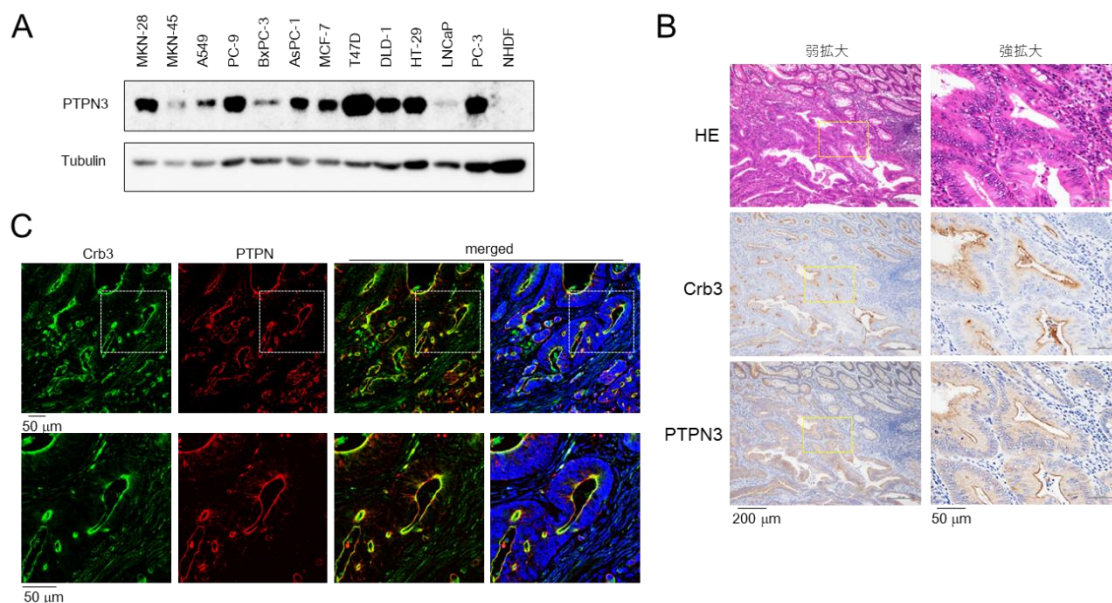 A
MKN-28
MKN-45
A549
PC-9
BxPC-3
AsPC-1
MCF-7
T47D
DLD-1
HT-29
LNCaP
PC-3
NHDF
PTPN3
Tubulin
B
弱拡大
強拡大
HE
Crb3
PTPN3
200 μm
50 μm
C
Crb3
PTPN
merged
50 μm
50 μm